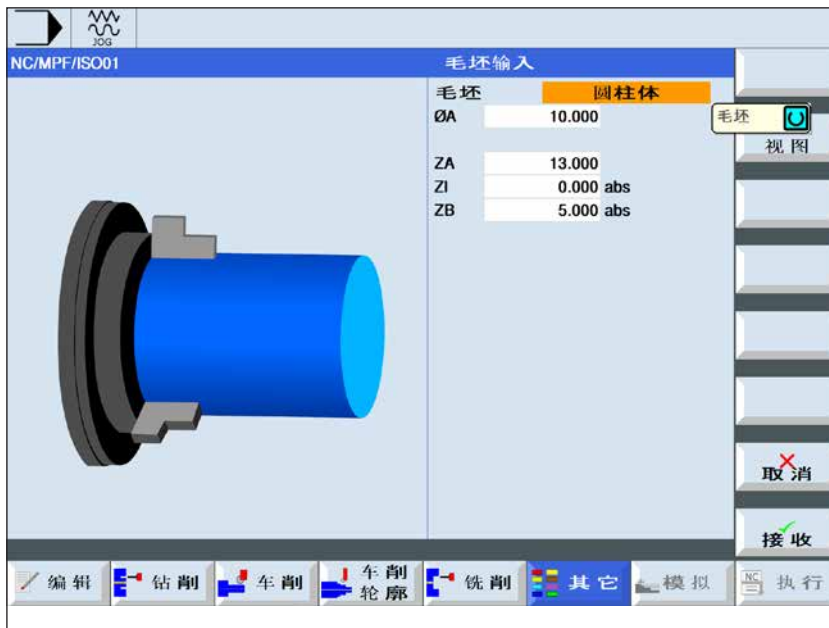 JOG
NC/MPF/ISO01
毛坯输入
毛坯 圆柱体
ØA 10.000
毛坯
视图
ZA 13.000
ZI 0.000 abs
ZB 5.000 abs
取消
接收
编辑
钻削
车削
车削
轮廓
铣削
其它
模拟
NC
执行